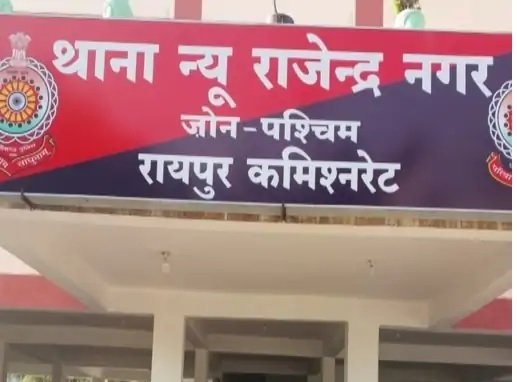 थाना न्यू राजेन्द्र नगर
जोन-पश्चिम
रायपुर कमिश्नरेट